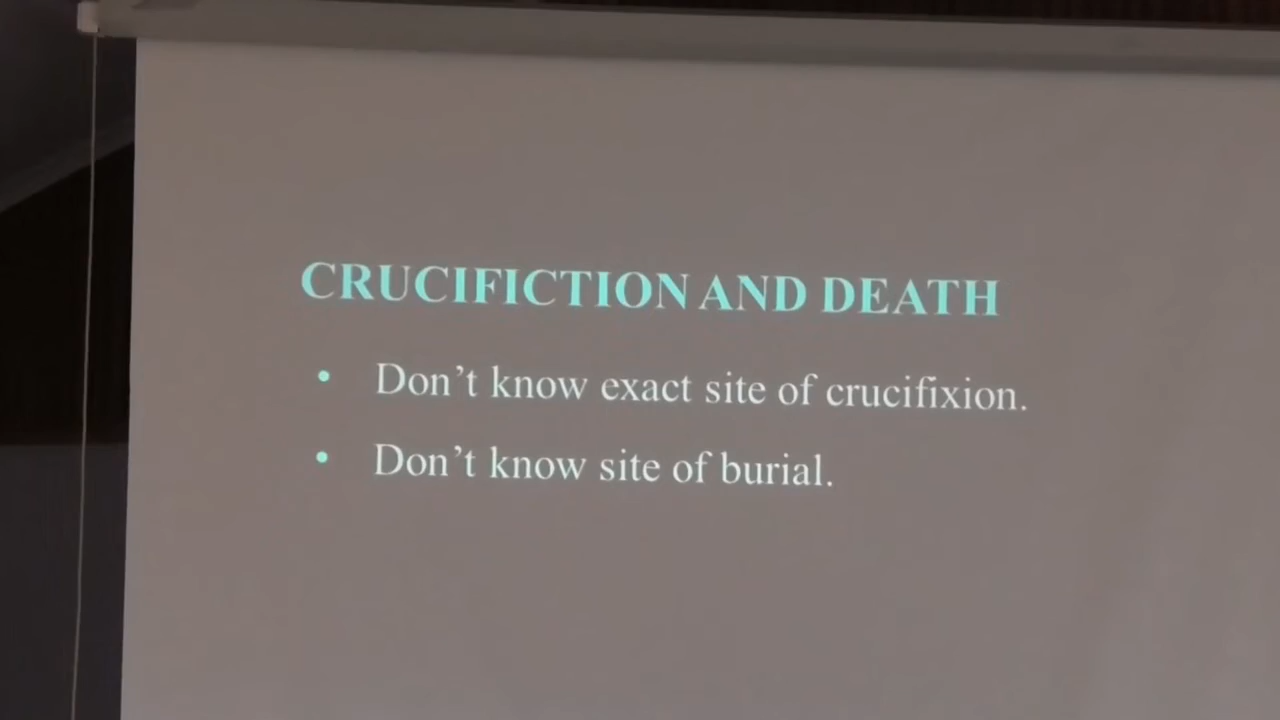 CRUCIFICTION AND DEATH
• Don’t know exact site of crucifixion.
• Don’t know site of burial.